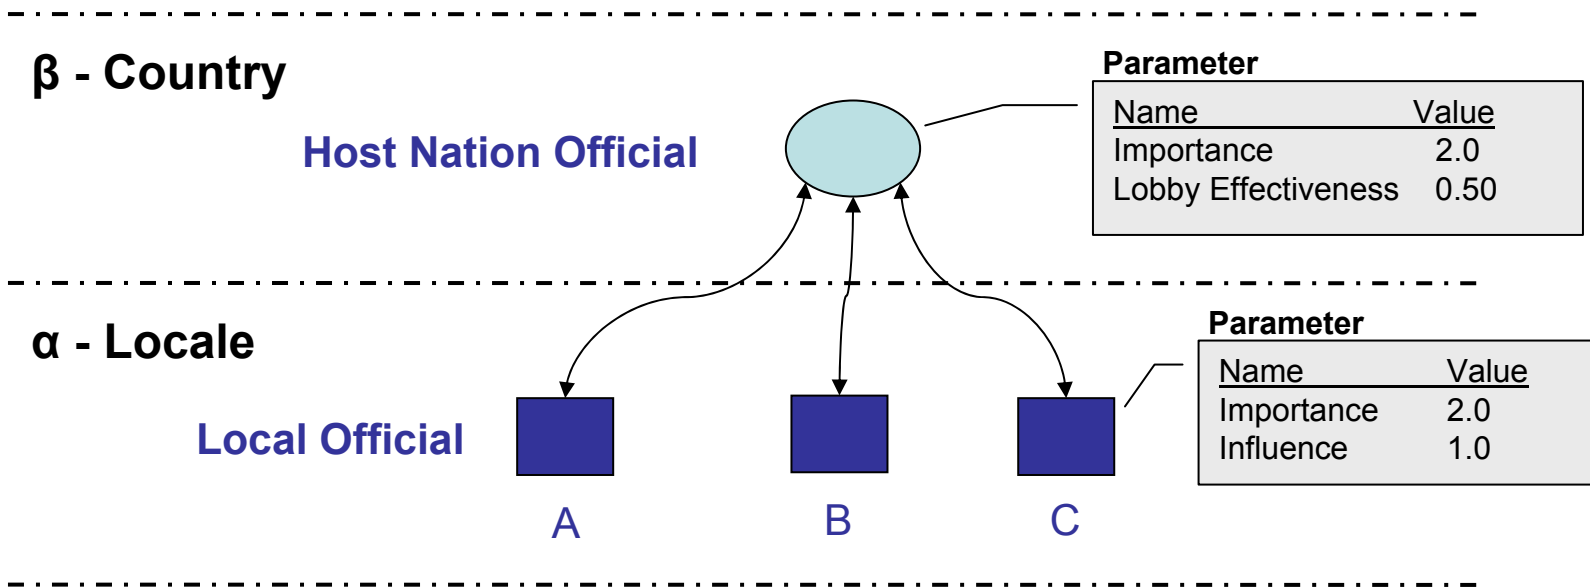 β - Country
Host Nation Official
Parameter
Name Value
Importance 2.0
Lobby Effectiveness 0.50
α - Locale
Local Official
A
B
C
Parameter
Name Value
Importance 2.0
Influence 1.0